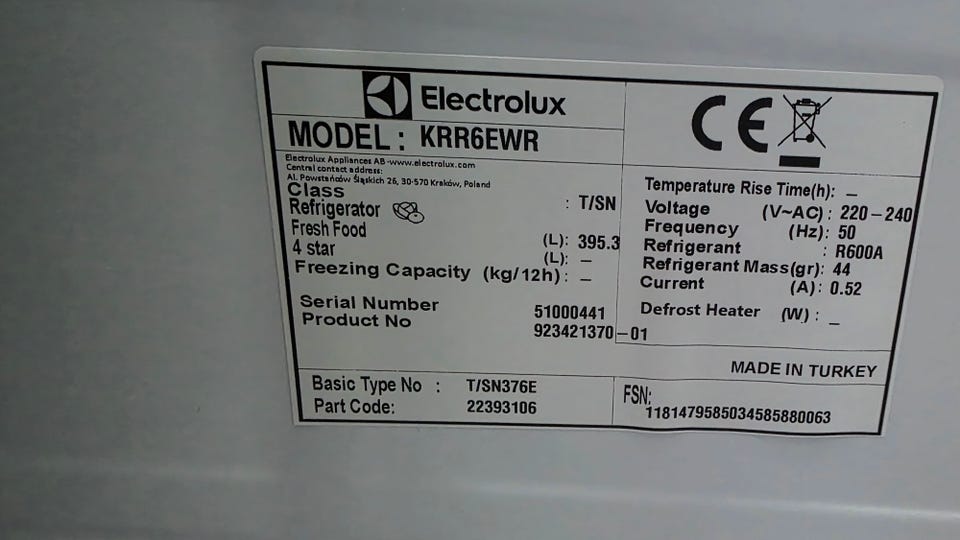 Electrolux
MODEL : KRR6EWR
Electrolux Appliances AB -www.electrolux.com
Central contact address:
Al. Powstańców Śląskich 26, 30-570 Kraków, Poland
Class : T/SN
Refrigerator
Fresh Food (L): 395.3
4 star (L): –
Freezing Capacity (kg/12h) : –
Serial Number 51000441
Product No 923421370-01
CE
Temperature Rise Time(h): –
Voltage (V~AC) : 220-240
Frequency (Hz): 50
Refrigerant : R600A
Refrigerant Mass(gr): 44
Current (A): 0.52
Defrost Heater (W) : –
MADE IN TURKEY
Basic Type No : T/SN376E
Part Code: 22393106
FSN:
1181479585034585880063